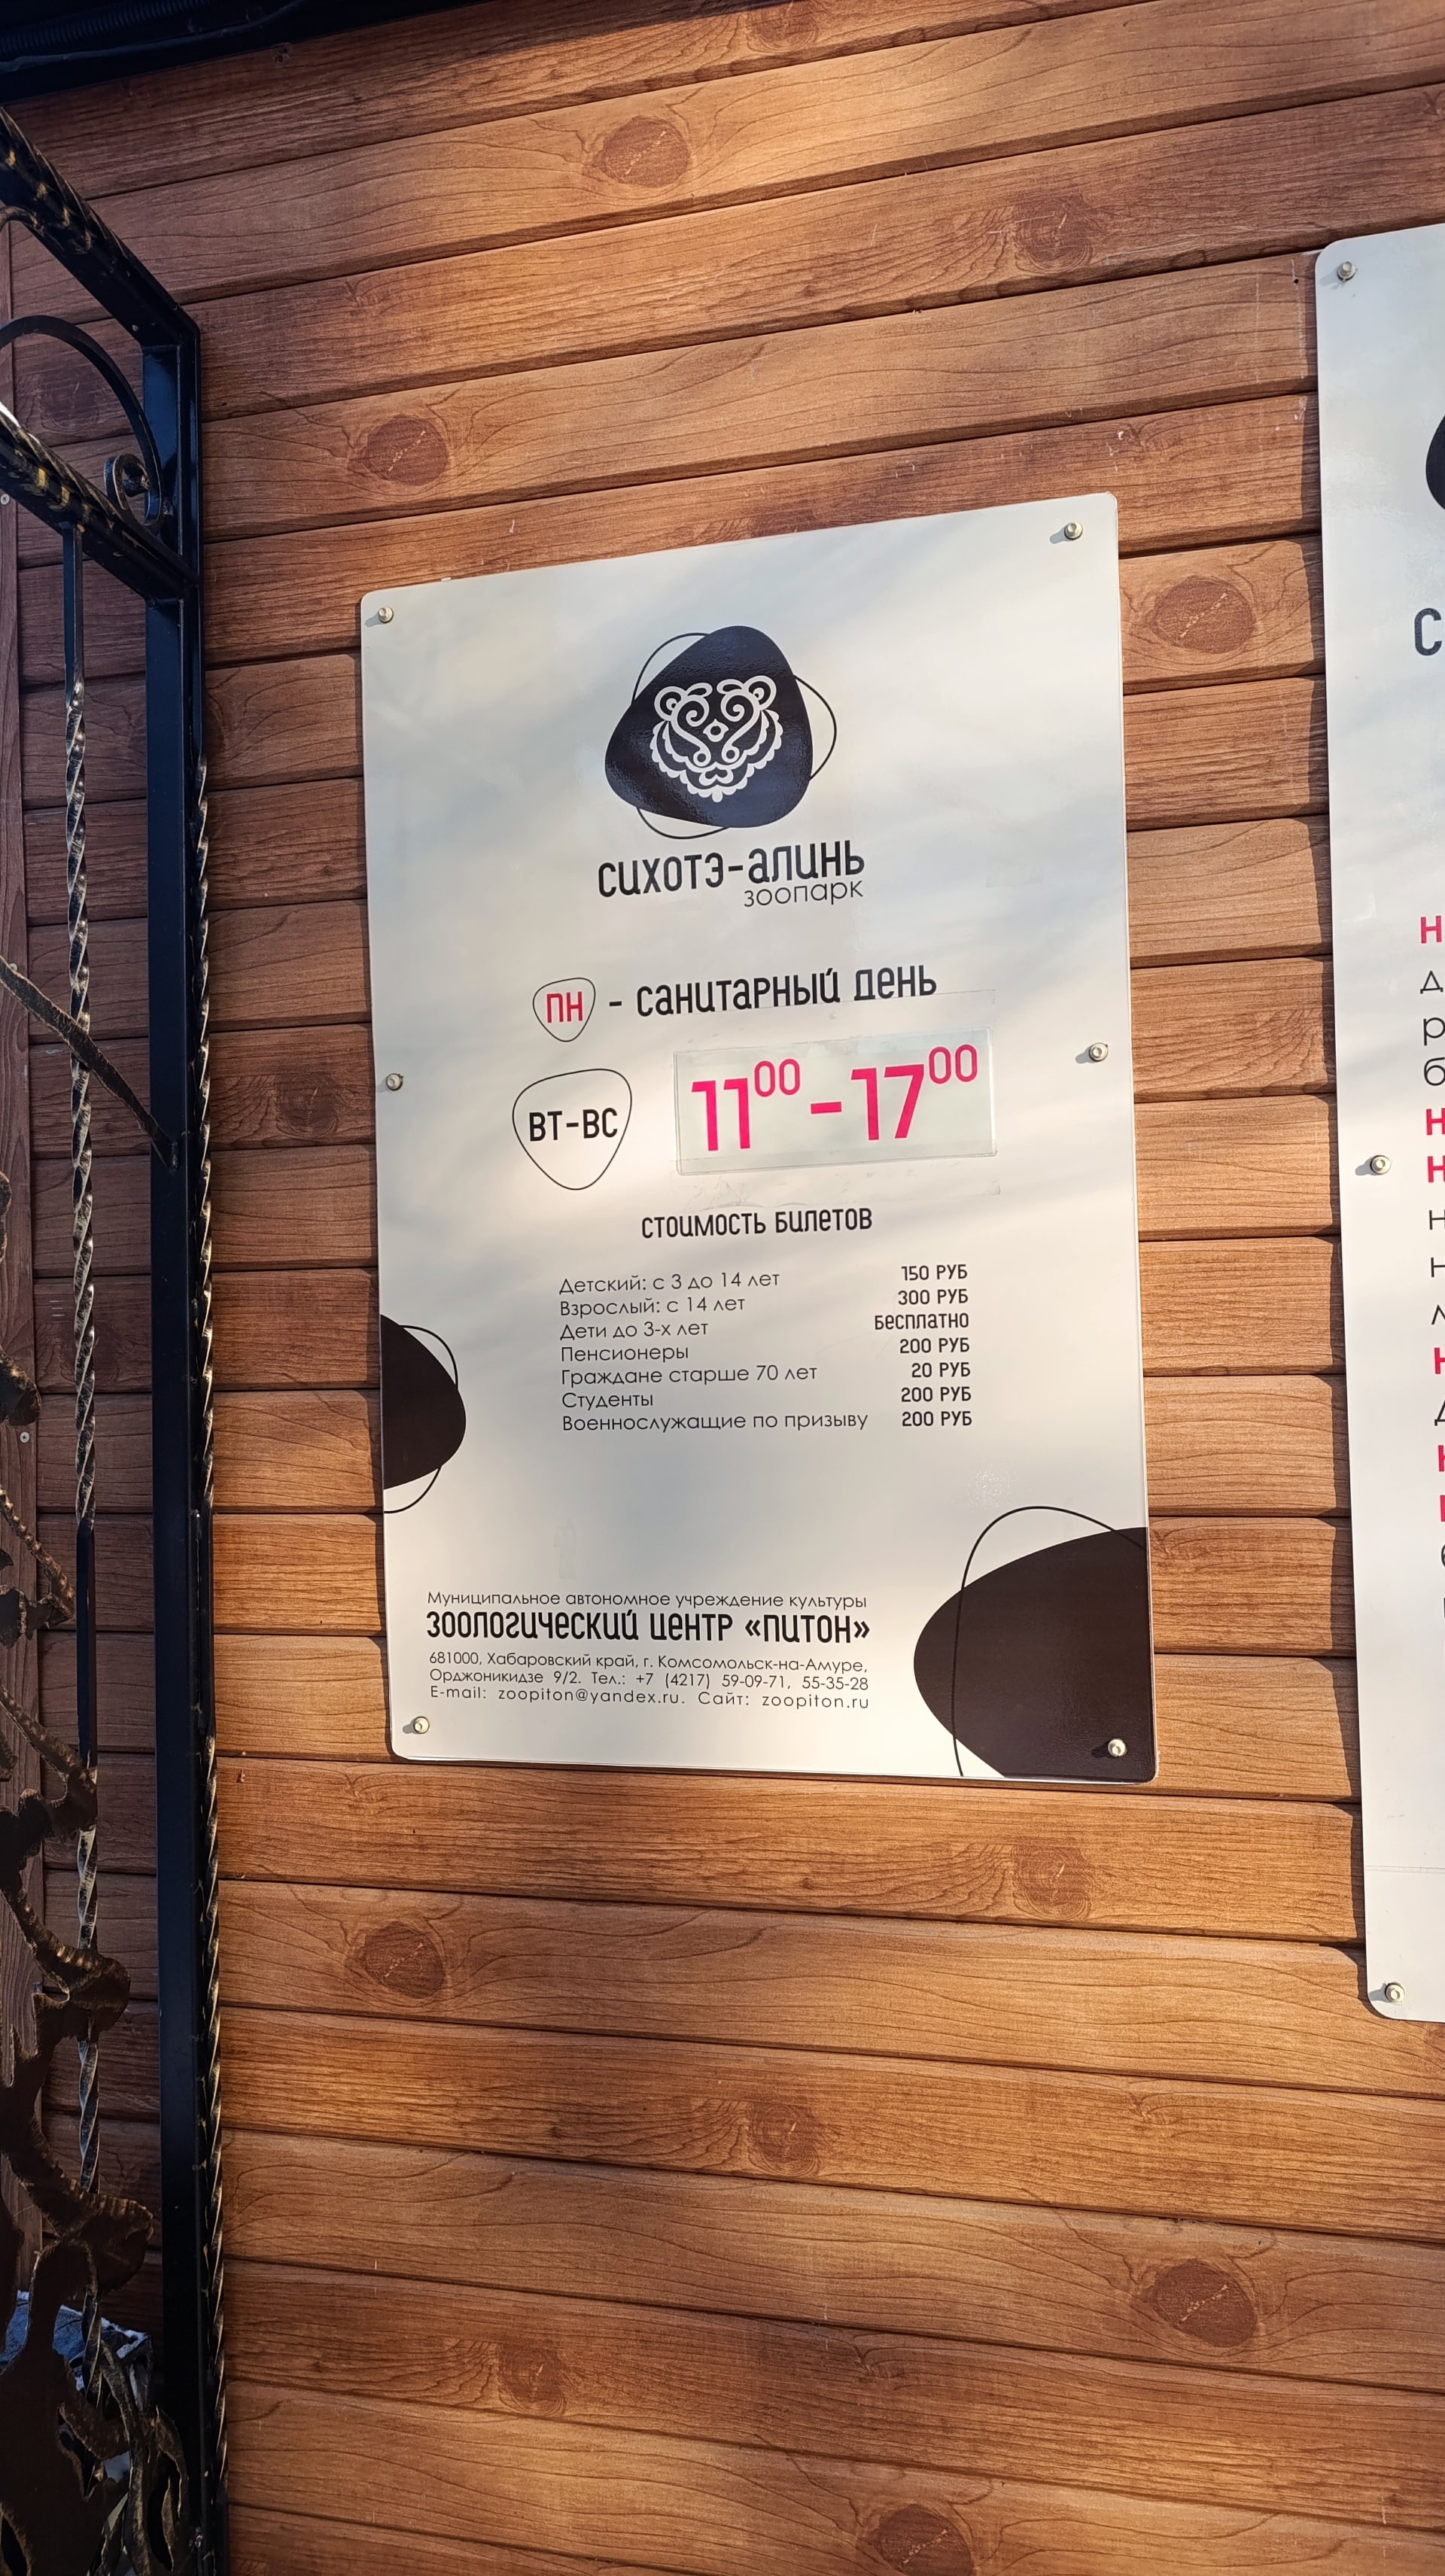 СИХОТЭ-АЛИНЬ
зоопарк
ПН - САНИТАРНЫЙ ДЕНЬ
ВТ-ВС 11⁰⁰-17⁰⁰
СТОИМОСТЬ БИЛЕТОВ
Детский: с 3 до 14 лет 150 РУБ
Взрослый: с 14 лет 300 РУБ
Дети до 3-х лет БЕСПЛАТНО
Пенсионеры 200 РУБ
Граждане старше 70 лет 20 РУБ
Студенты 200 РУБ
Военнослужащие по призыву 200 РУБ
Муниципальное автономное учреждение культуры
ЗООЛОГИЧЕСКИЙ ЦЕНТР «ПИТОН»
681000, Хабаровский край, г. Комсомольск-на-Амуре,
Орджоникидзе 9/2. Тел.: +7 (4217) 59-09-71, 55-35-28
E-mail: zoopiton@yandex.ru. Сайт: zoopiton.ru